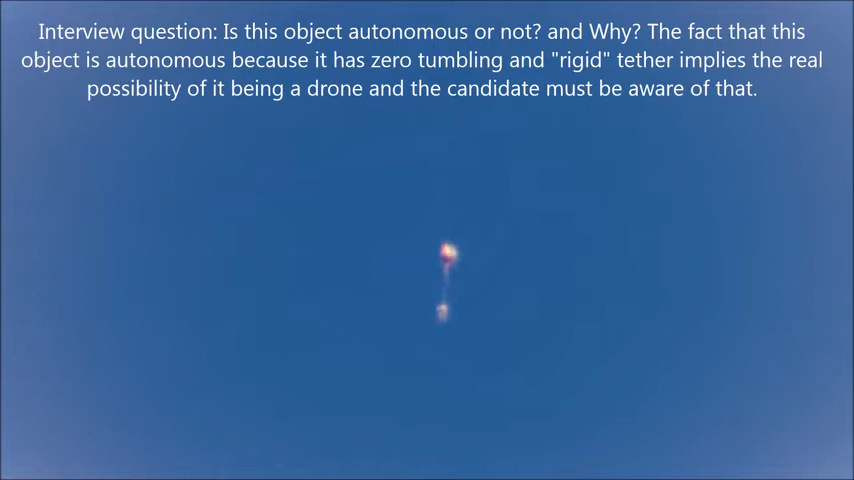 Interview question: Is this object autonomous or not? and Why? The fact that this
object is autonomous because it has zero tumbling and "rigid" tether implies the real
possibility of it being a drone and the candidate must be aware of that.